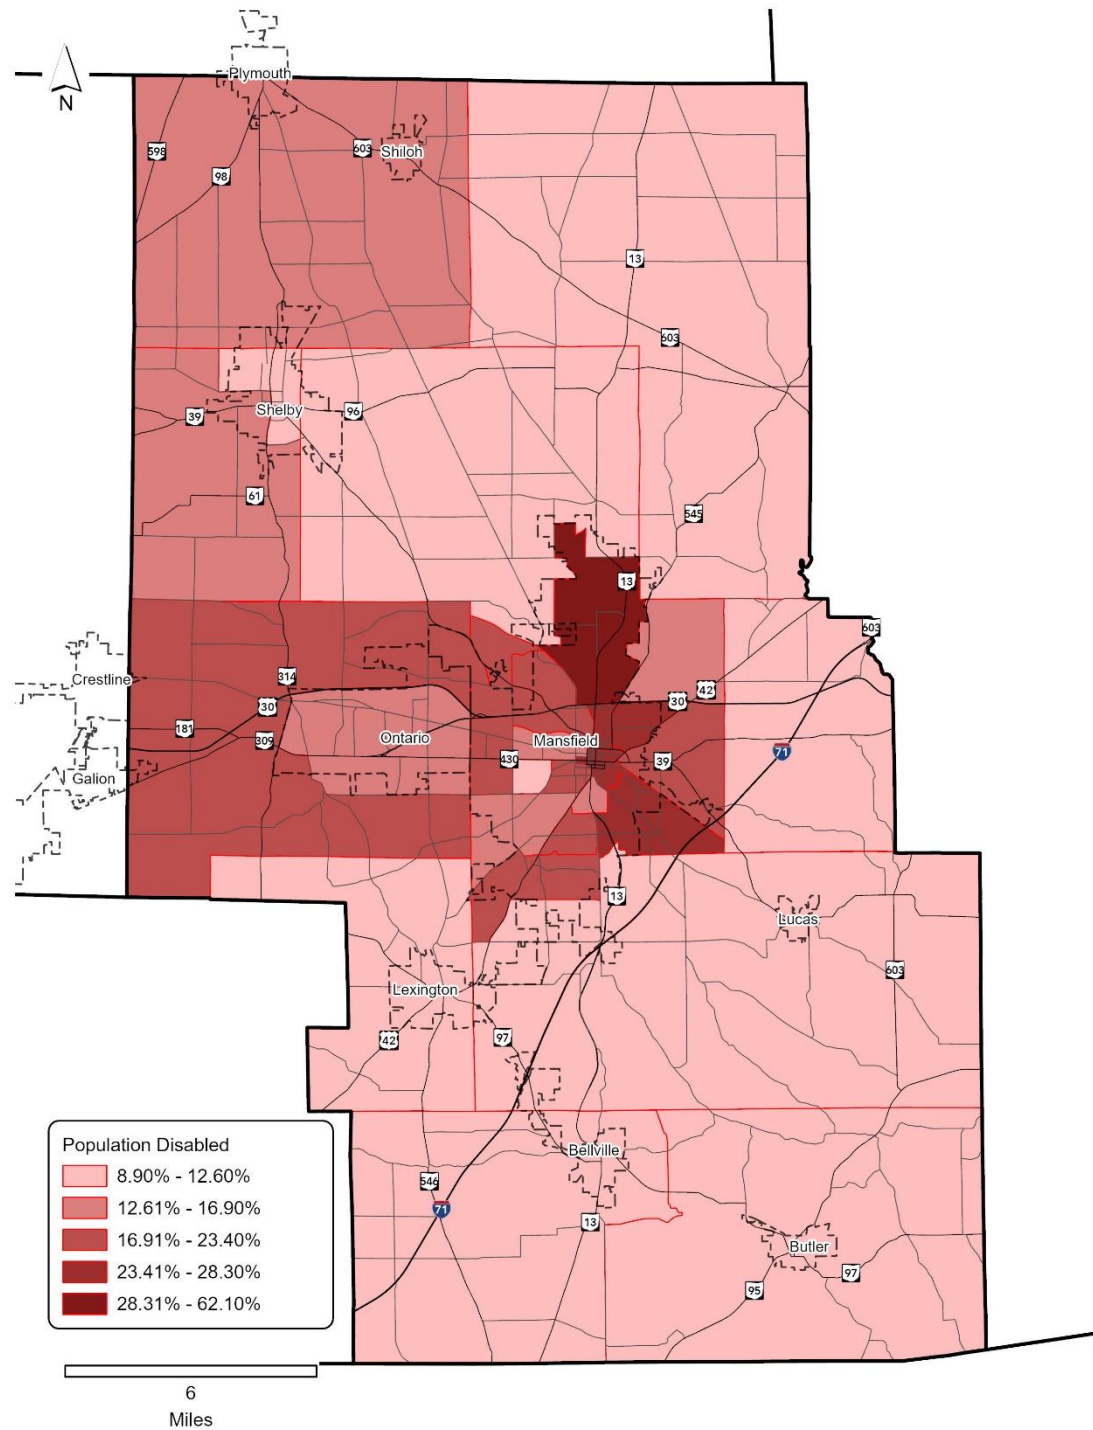 Plymouth
N
598
603
Shiloh
98
13
603
39
Shelby
96
61
545
13
603
Crestline
314
30
42
30
181
309
Ontario
Mansfield
430
39
71
Galion
13
Lucas
603
Lexington
42
97
Bellville
546
71
13
Butler
97
95
Population Disabled
8.90% - 12.60%
12.61% - 16.90%
16.91% - 23.40%
23.41% - 28.30%
28.31% - 62.10%
6
Miles